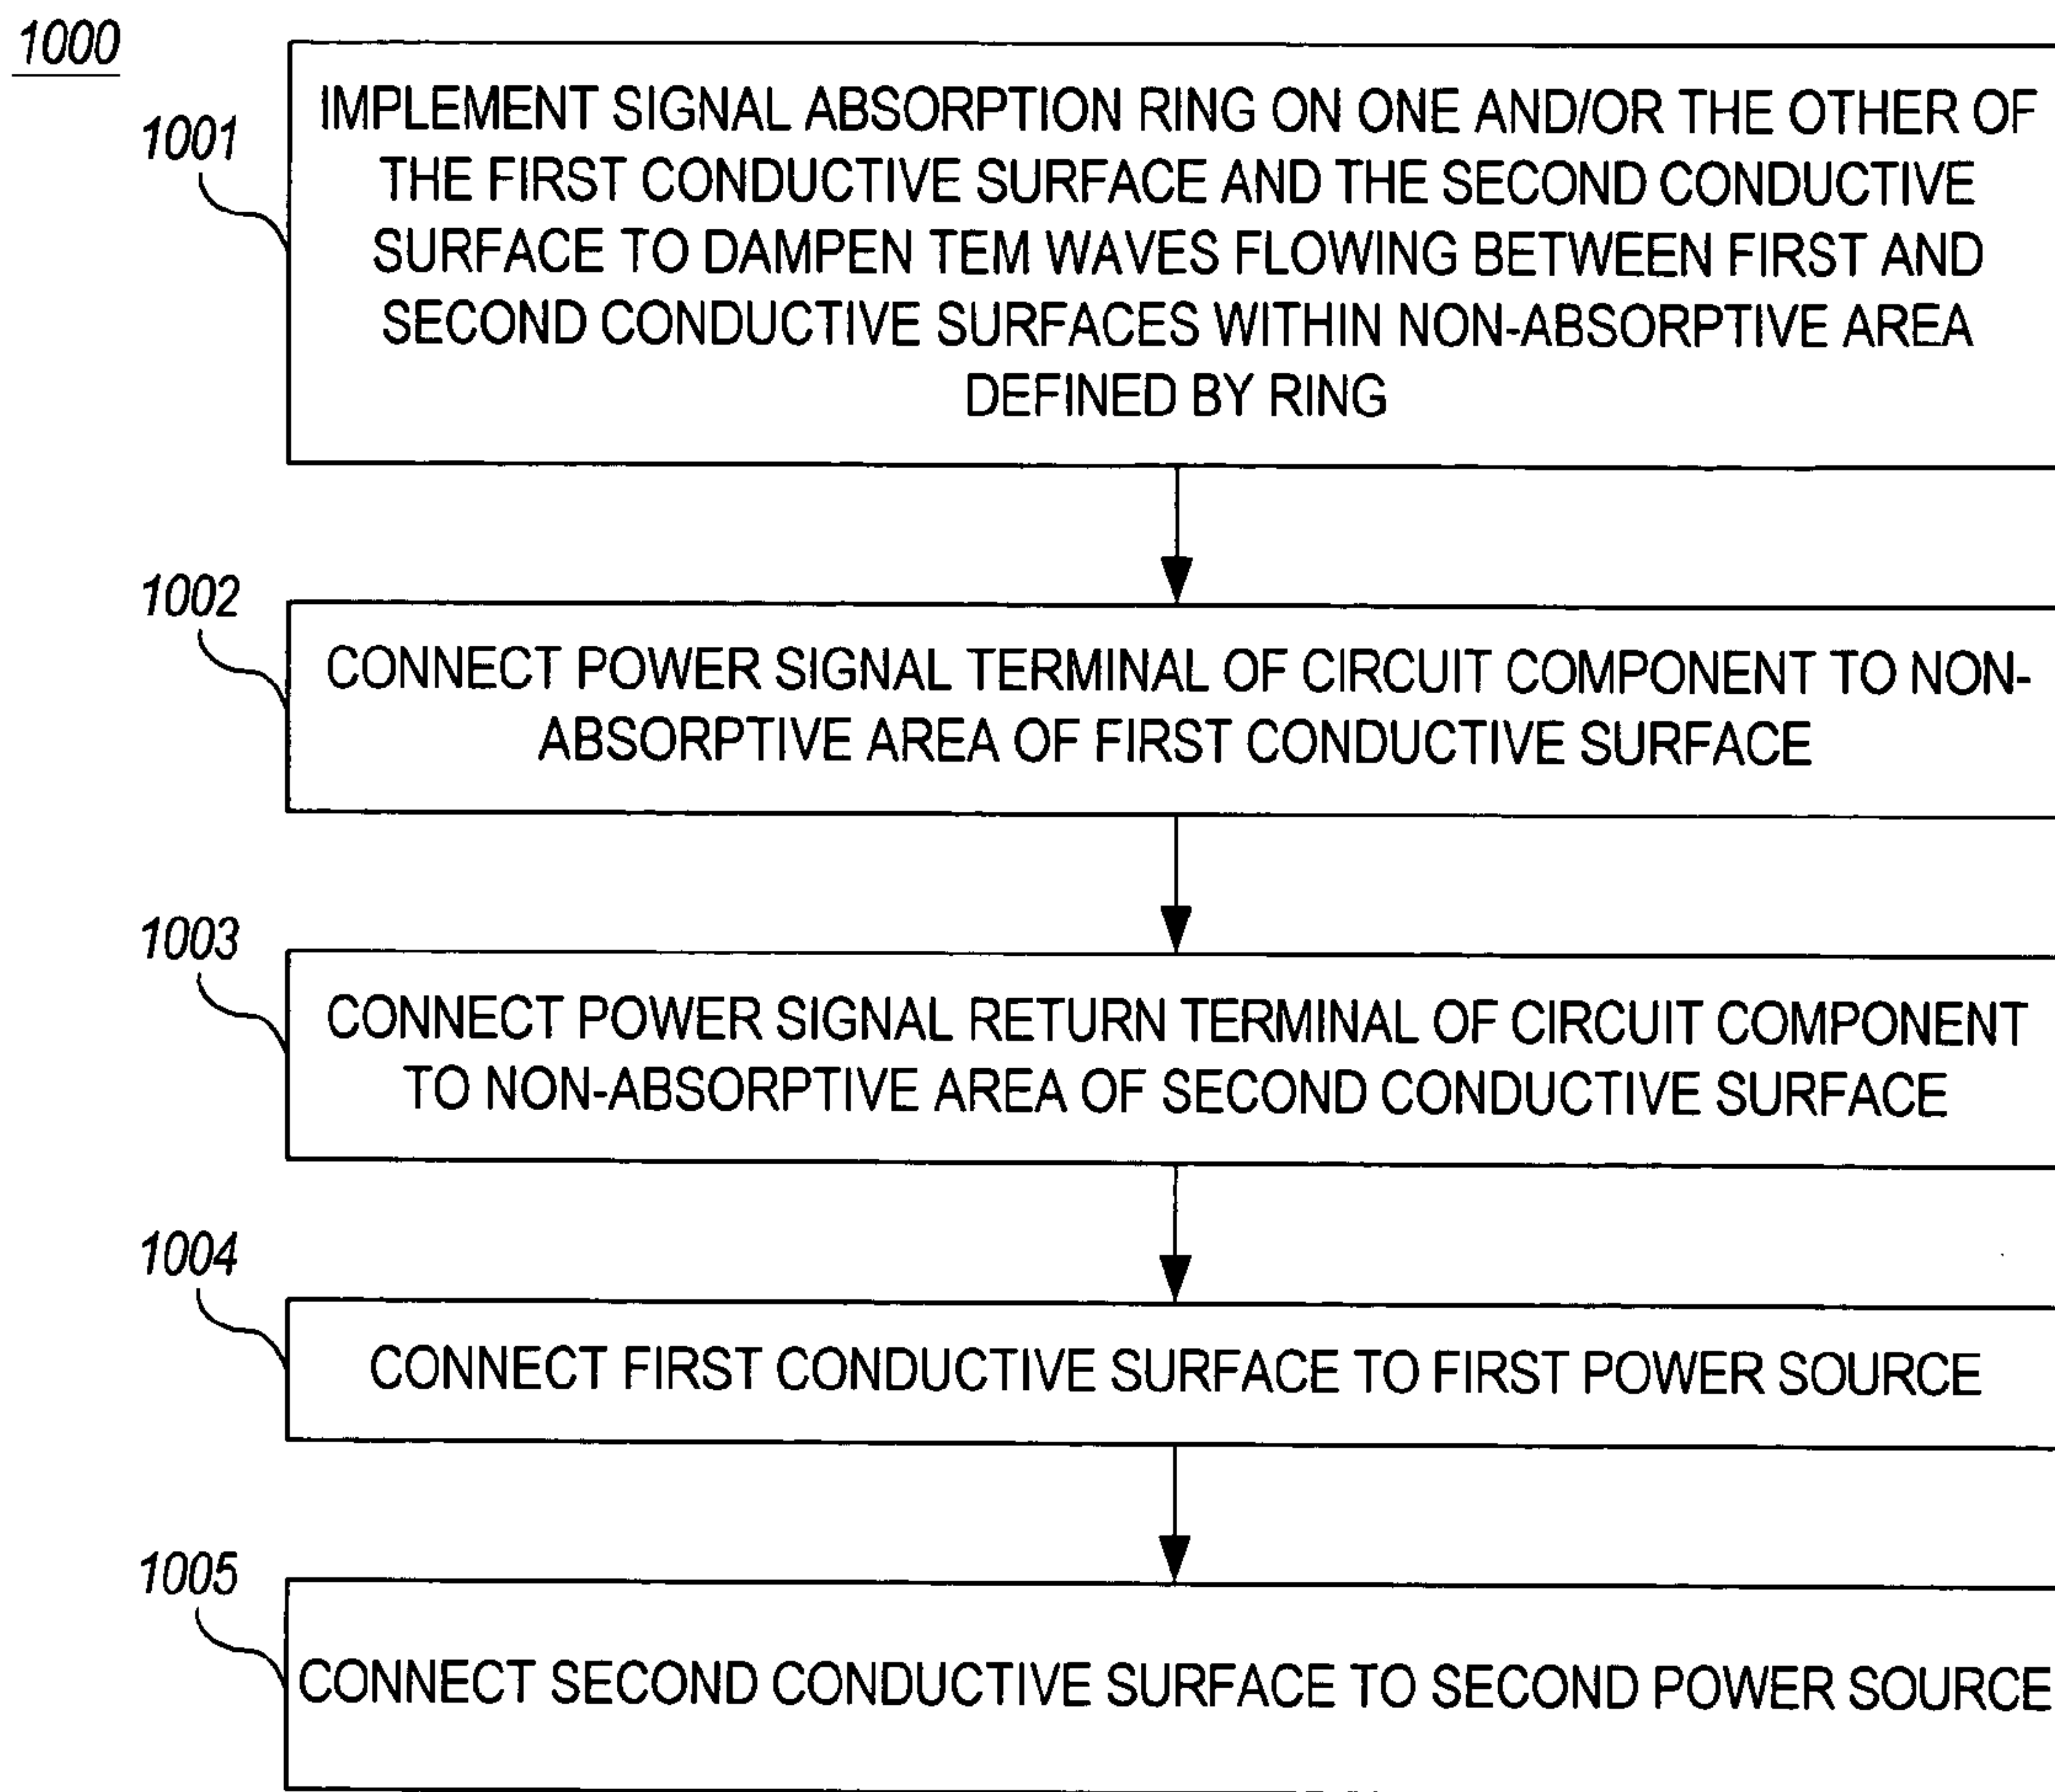 1000
1001
IMPLEMENT SIGNAL ABSORPTION RING ON ONE AND/OR THE OTHER OF
THE FIRST CONDUCTIVE SURFACE AND THE SECOND CONDUCTIVE
SURFACE TO DAMPEN TEM WAVES FLOWING BETWEEN FIRST AND
SECOND CONDUCTIVE SURFACES WITHIN NON-ABSORPTIVE AREA
DEFINED BY RING
1002
CONNECT POWER SIGNAL TERMINAL OF CIRCUIT COMPONENT TO NON-
ABSORPTIVE AREA OF FIRST CONDUCTIVE SURFACE
1003
CONNECT POWER SIGNAL RETURN TERMINAL OF CIRCUIT COMPONENT
TO NON-ABSORPTIVE AREA OF SECOND CONDUCTIVE SURFACE
1004
CONNECT FIRST CONDUCTIVE SURFACE TO FIRST POWER SOURCE
1005
CONNECT SECOND CONDUCTIVE SURFACE TO SECOND POWER SOURCE